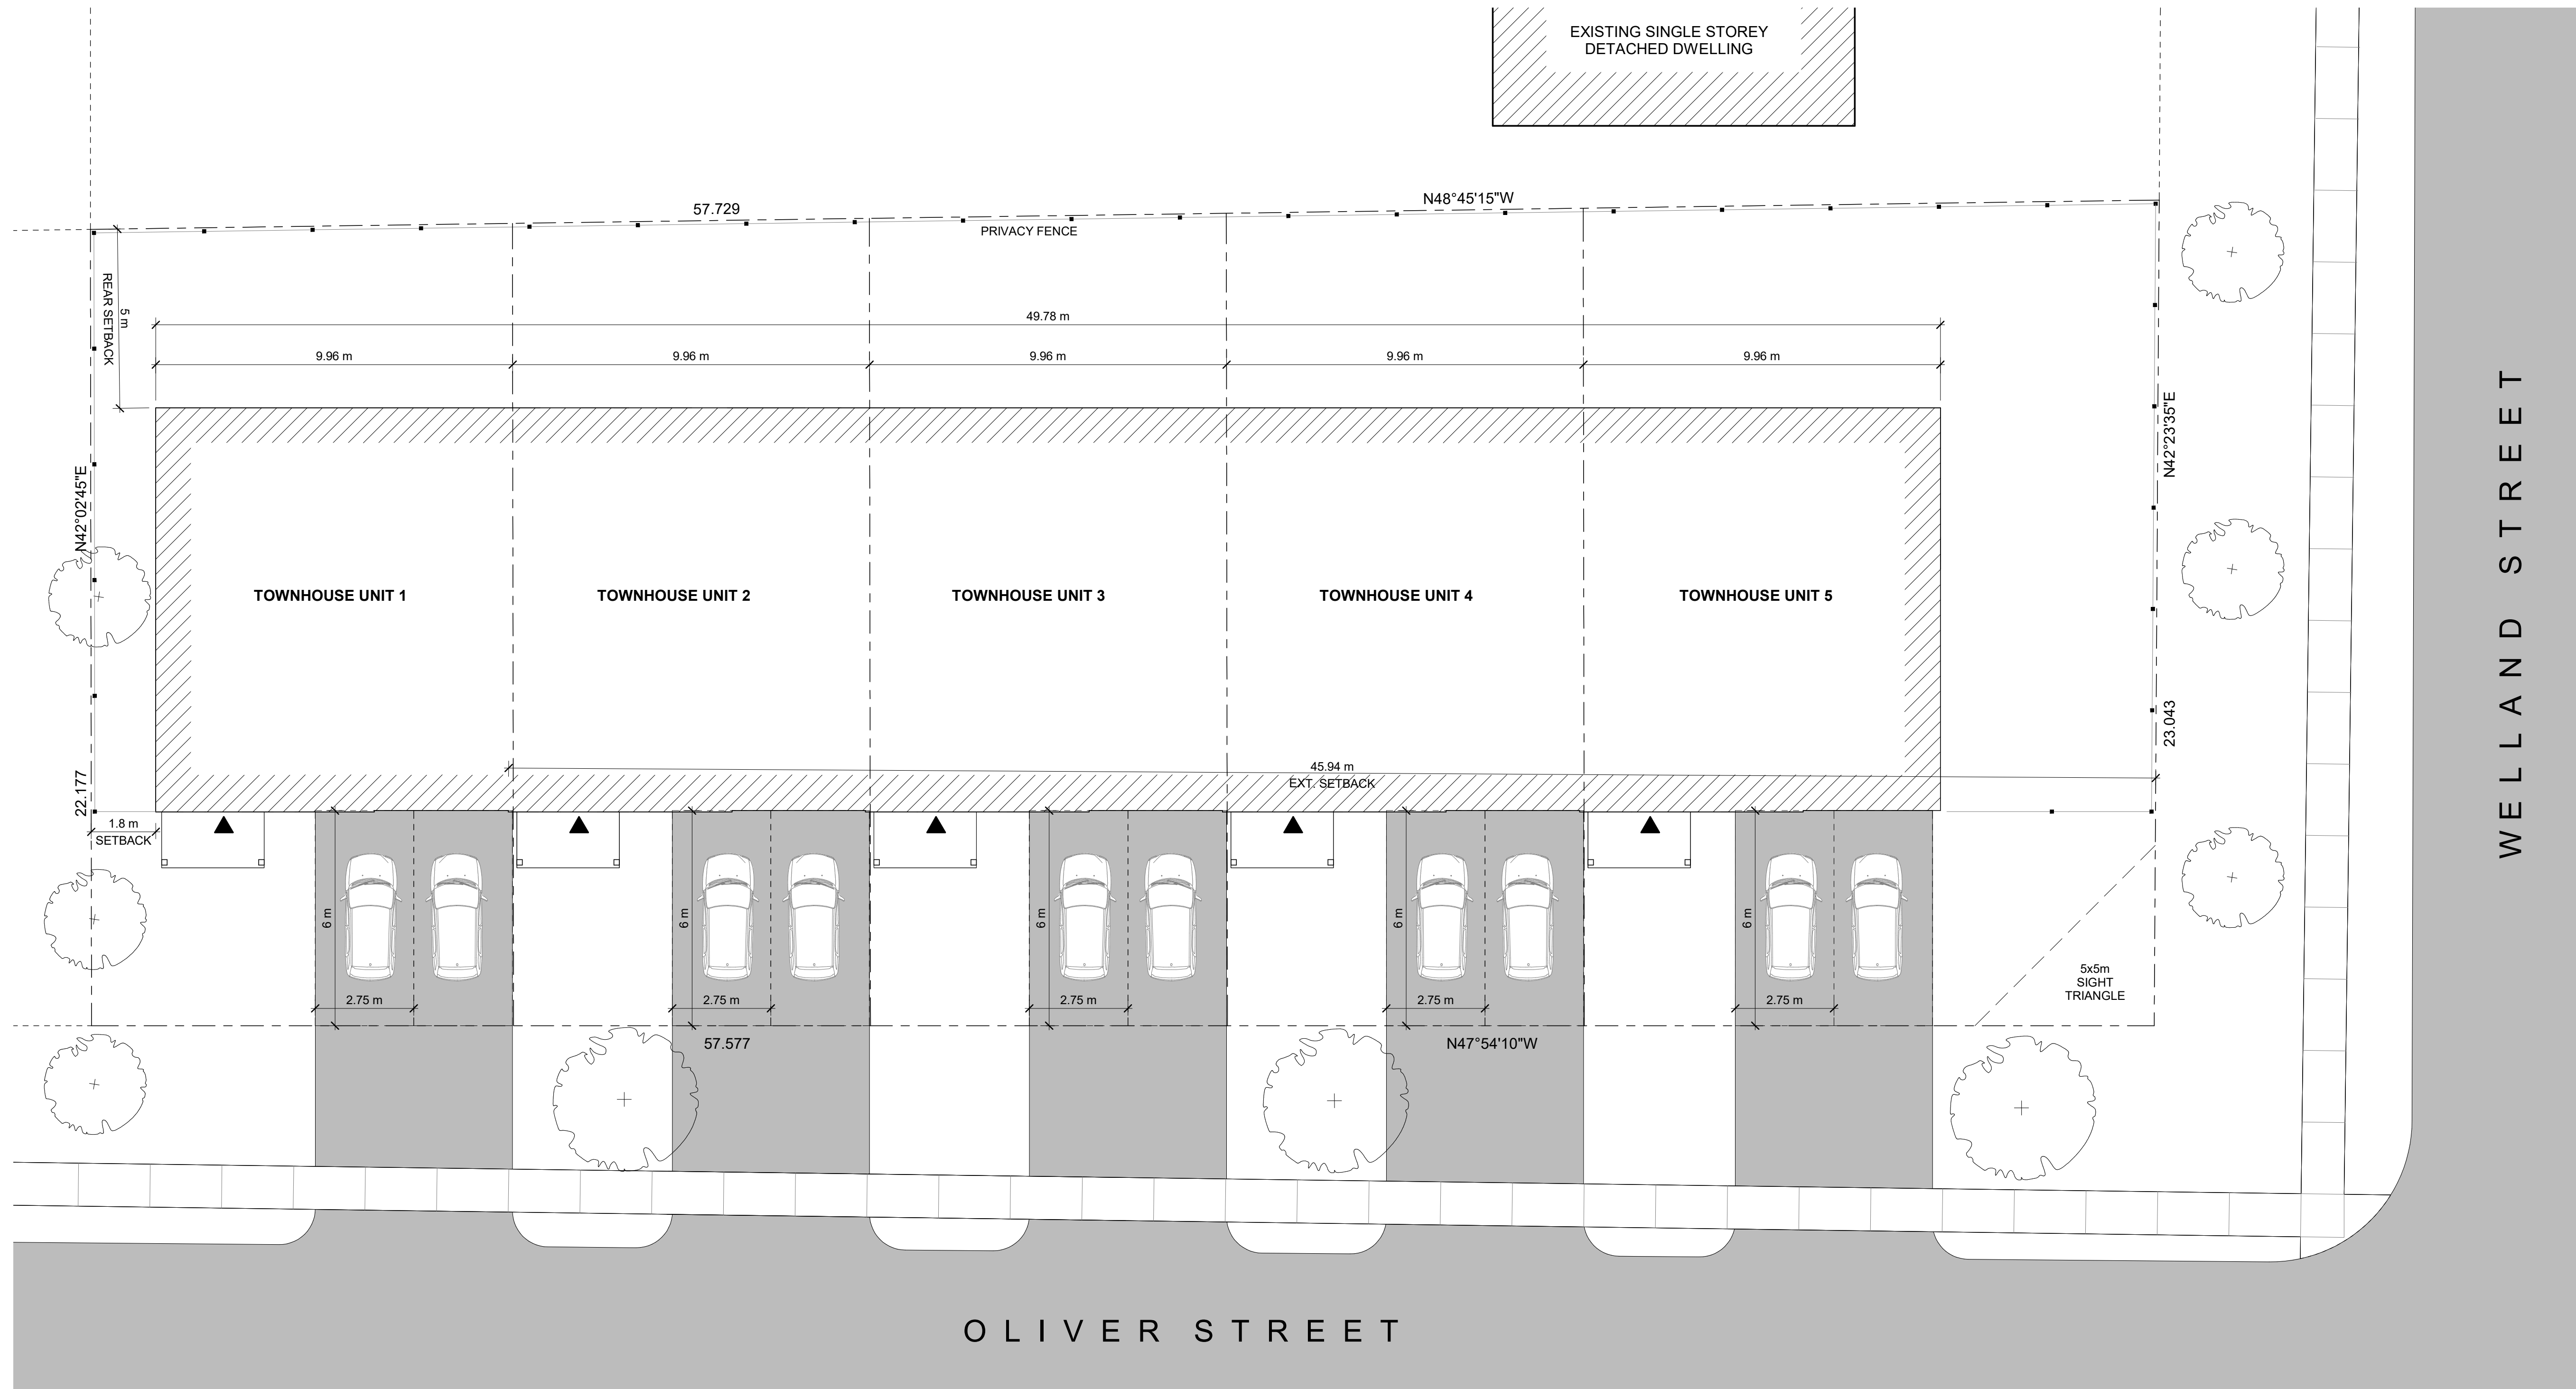 EXISTING SINGLE STOREY
DETACHED DWELLING
57.729
N48°45'15"W
PRIVACY FENCE
REAR SETBACK
5 m
49.78 m
9.96 m
9.96 m
9.96 m
9.96 m
9.96 m
N42°02'45"E
N42°23'35"E
WELLAND STREET
TOWNHOUSE UNIT 1
TOWNHOUSE UNIT 2
TOWNHOUSE UNIT 3
TOWNHOUSE UNIT 4
TOWNHOUSE UNIT 5
22.177
23.043
45.94 m
EXT. SETBACK
1.8 m
SETBACK
6 m
6 m
6 m
6 m
6 m
2.75 m
2.75 m
2.75 m
2.75 m
2.75 m
5x5m
SIGHT
TRIANGLE
57.577
N47°54'10"W
OLIVER STREET